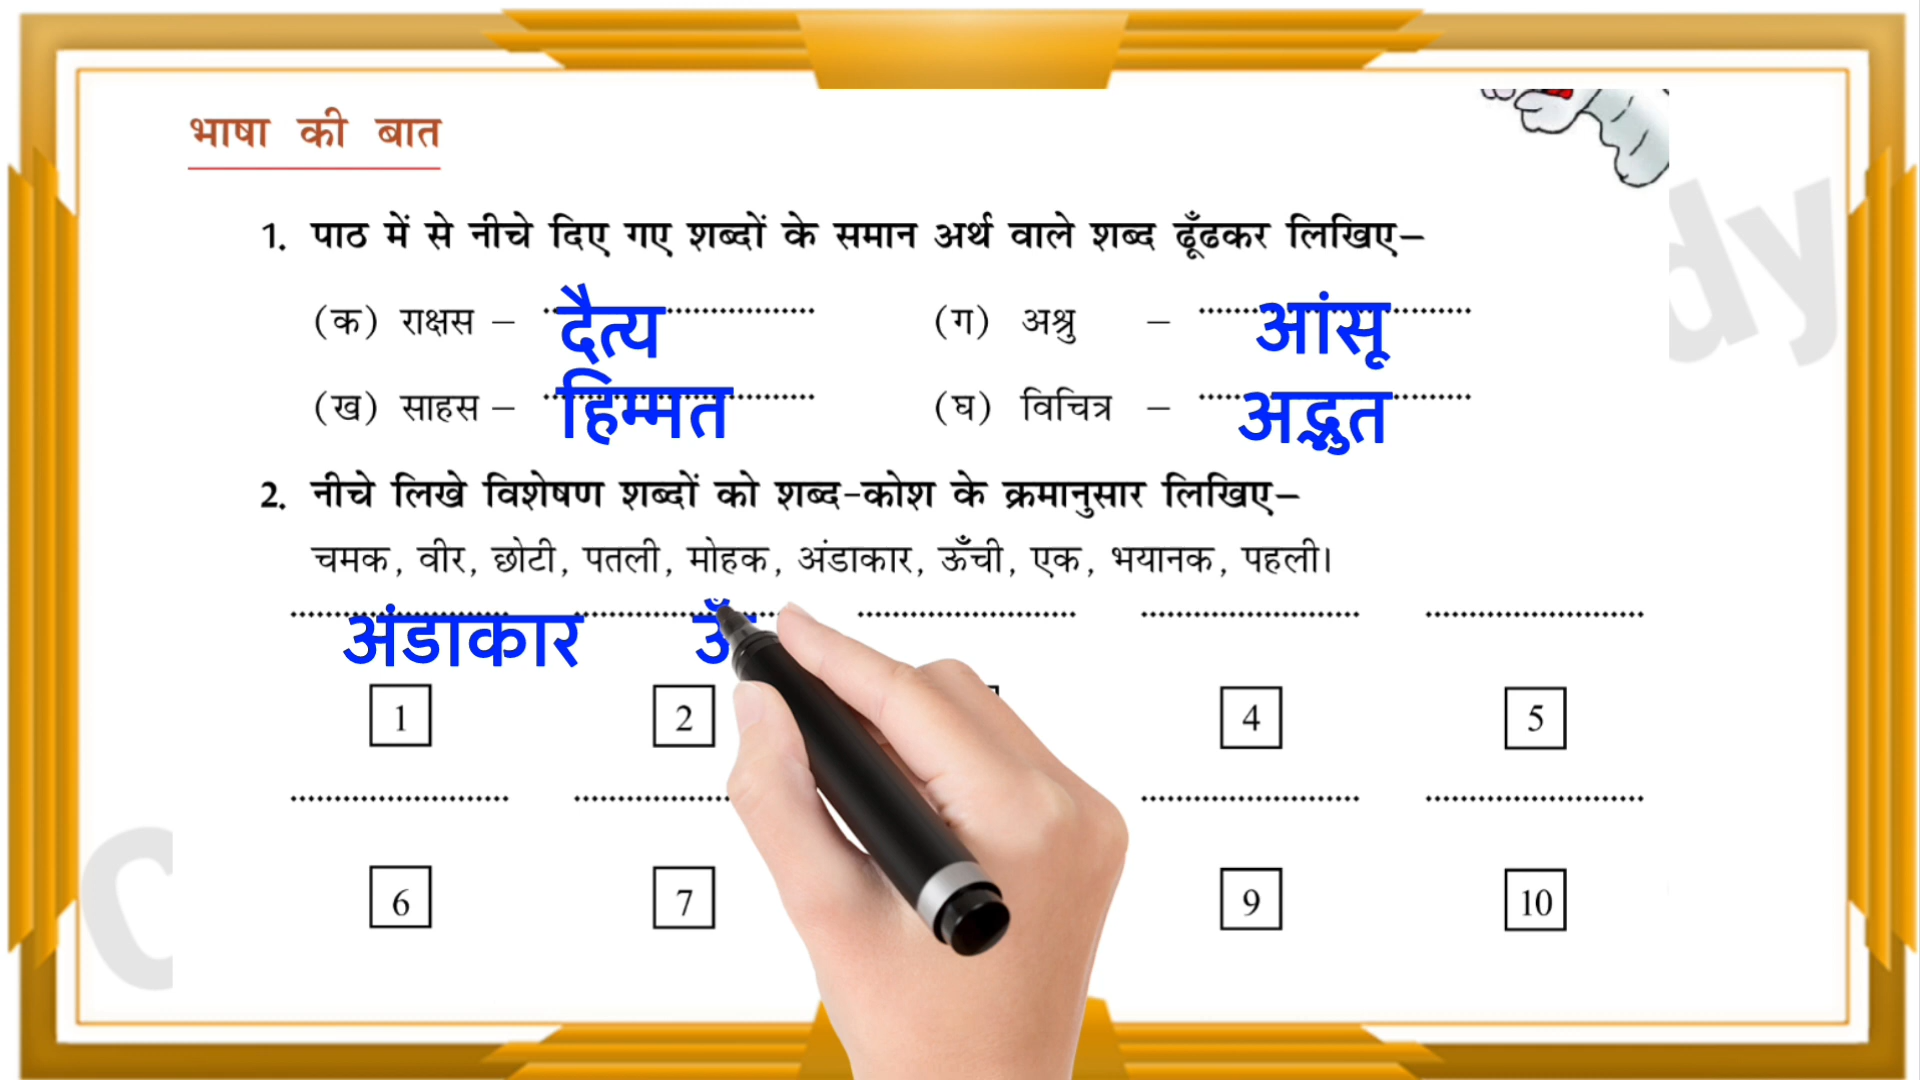 भाषा की बात
1. पाठ में से नीचे दिए गए शब्दों के समान अर्थ वाले शब्द ढूँढकर लिखिए–
(क) राक्षस – दैत्य (ग) अश्रु – आंसू
(ख) साहस – हिम्मत (घ) विचित्र – अद्भुत
2. नीचे लिखे विशेषण शब्दों को शब्द-कोश के क्रमानुसार लिखिए–
चमक, वीर, छोटी, पतली, मोहक, अंडाकार, ऊँची, एक, भयानक, पहली।
अंडाकार
1 2 4 5
6 7 9 10